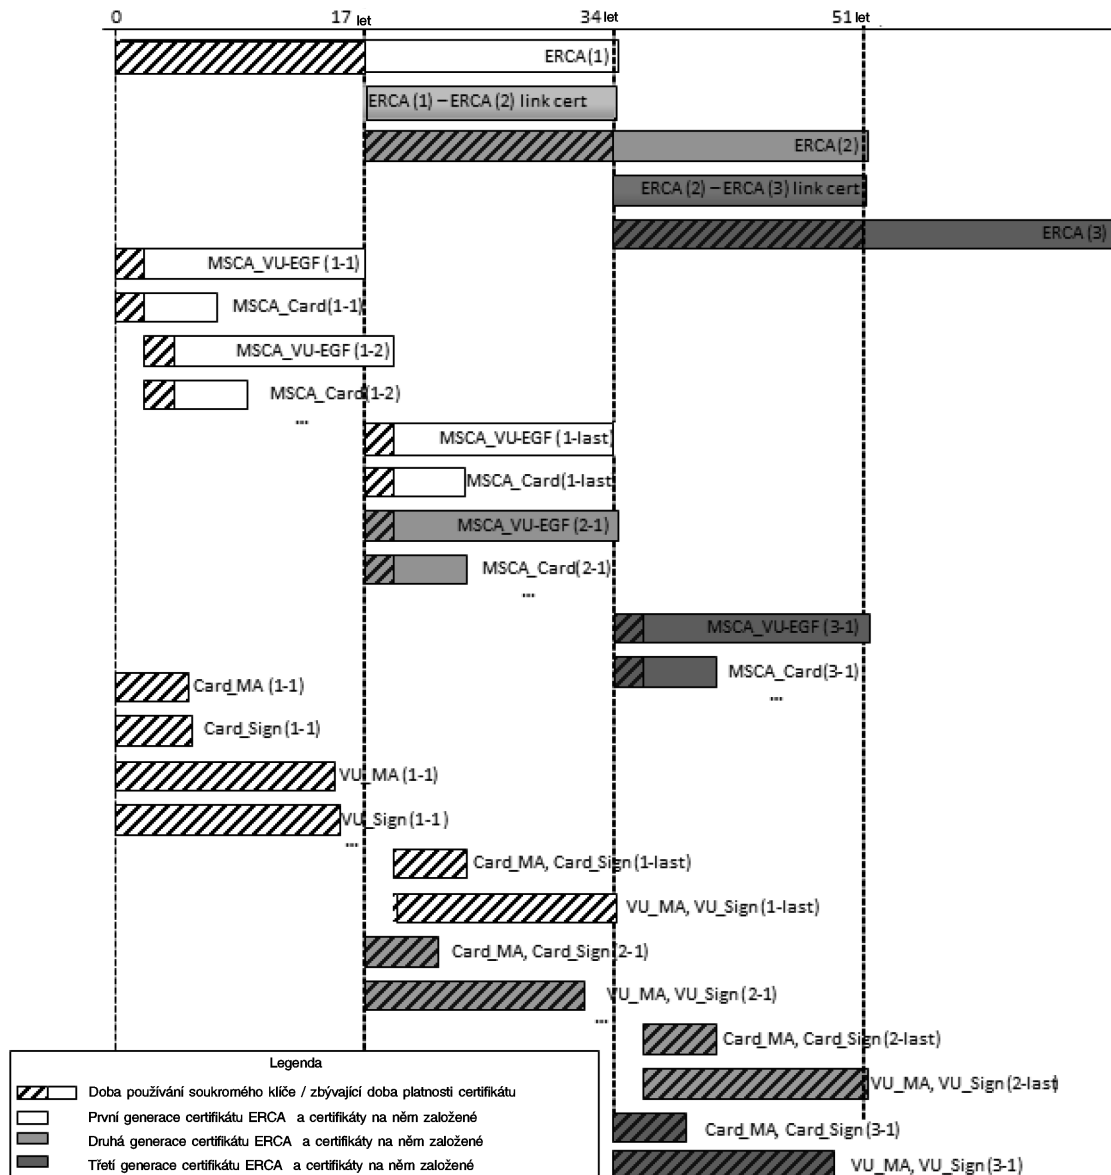 0 17 let 34 let 51 let
ERCA (1)
ERCA (1) – ERCA (2) link cert
ERCA (2)
ERCA (2) – ERCA (3) link cert
ERCA (3)
MSCA_VU-EGF (1-1)
MSCA_Card(1-1)
MSCA_VU-EGF (1-2)
MSCA_Card(1-2)
...
MSCA_VU-EGF (1-last)
MSCA_Card(1-last
MSCA_VU-EGF (2-1)
MSCA_Card(2-1)
...
MSCA_VU-EGF (3-1)
MSCA_Card(3-1)
...
Card_MA (1-1)
Card_Sign (1-1)
VU_MA (1-1)
VU_Sign (1-1)
...
Card_MA, Card_Sign (1-last)
VU_MA, VU_Sign (1-last)
Card_MA, Card_Sign (2-1)
VU_MA, VU_Sign (2-1)
...
Card_MA, Card_Sign (2-last)
VU_MA, VU_Sign (2-last)
Card_MA, Card_Sign (3-1)
VU_MA, VU_Sign (3-1)
Legenda
Doba používání soukromého klíče / zbývající doba platnosti certifikátu
První generace certifikátu ERCA a certifikáty na něm založené
Druhá generace certifikátu ERCA a certifikáty na něm založené
Třetí generace certifikátu ERCA a certifikáty na něm založené